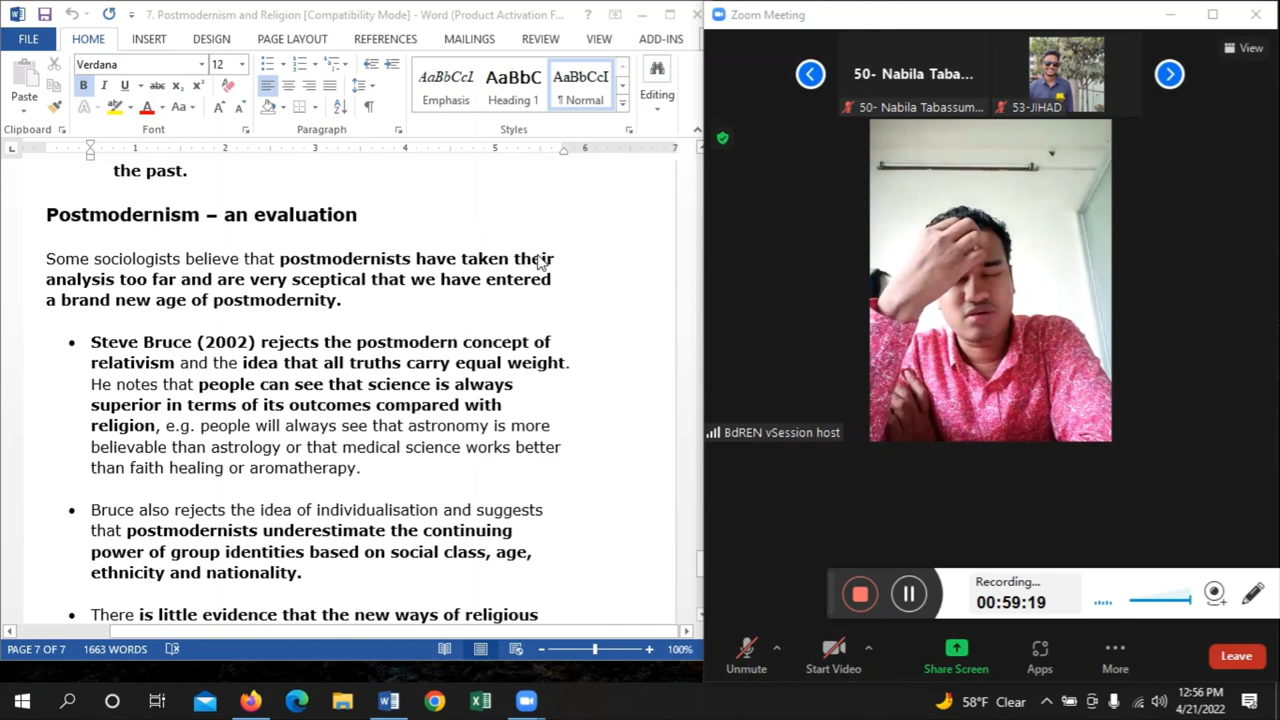 7. Postmodernism and Religion [Compatibility Mode] - Word (Product Activation F...
Zoom Meeting
FILE HOME INSERT DESIGN PAGE LAYOUT REFERENCES MAILINGS REVIEW VIEW ADD-INS
View
Verdana 12
AaBbCcI AaBbC AaBbCcI
50- Nabila Taba...
Paste
B I U abc
Emphasis Heading 1 ¶ Normal
Editing
50- Nabila Tabassum... 53-JIHAD
Clipboard Font Paragraph Styles
1 2 3 4 5 6 7
the past.
Postmodernism – an evaluation
Some sociologists believe that postmodernists have taken their
analysis too far and are very sceptical that we have entered
a brand new age of postmodernity.
• Steve Bruce (2002) rejects the postmodern concept of
relativism and the idea that all truths carry equal weight.
He notes that people can see that science is always
superior in terms of its outcomes compared with
religion, e.g. people will always see that astronomy is more
believable than astrology or that medical science works better
than faith healing or aromatherapy.
• Bruce also rejects the idea of individualisation and suggests
that postmodernists underestimate the continuing
power of group identities based on social class, age,
ethnicity and nationality.
• There is little evidence that the new ways of religious
BdREN vSession host
Recording...
00:59:19
PAGE 7 OF 7 1663 WORDS 100%
Unmute Start Video Share Screen Apps More Leave
58°F Clear
12:56 PM
4/21/2022